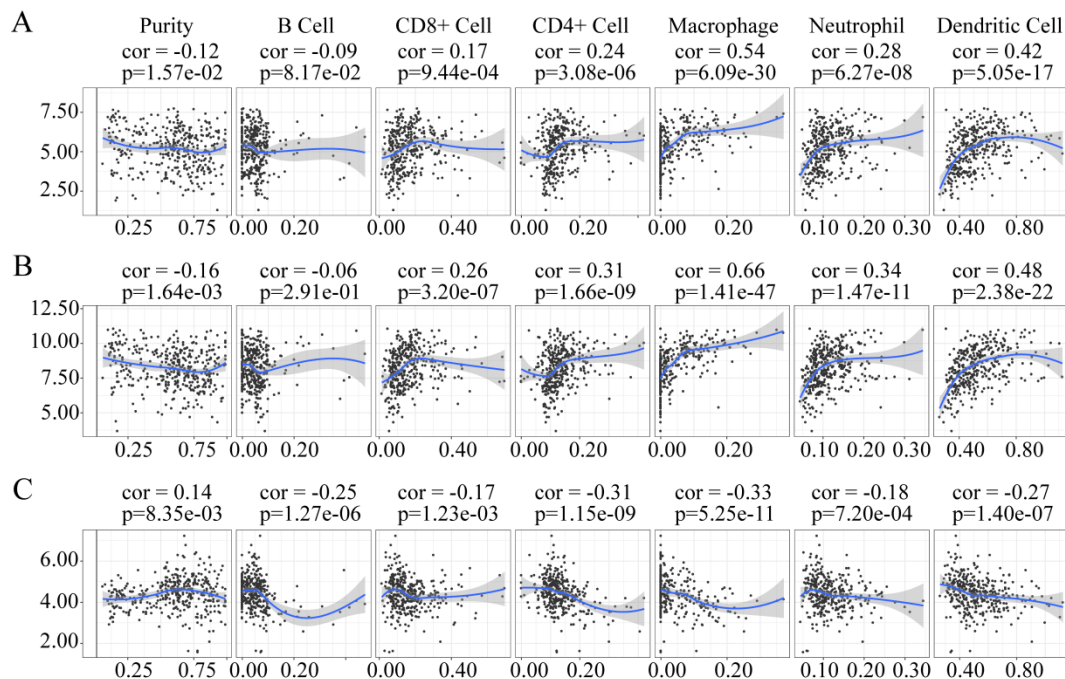 A
Purity B Cell CD8+ Cell CD4+ Cell Macrophage Neutrophil Dendritic Cell
cor = -0.12 cor = -0.09 cor = 0.17 cor = 0.24 cor = 0.54 cor = 0.28 cor = 0.42
p=1.57e-02 p=8.17e-02 p=9.44e-04 p=3.08e-06 p=6.09e-30 p=6.27e-08 p=5.05e-17
7.50
5.00
2.50
0.25 0.75 0.00 0.20 0.00 0.40 0.00 0.20 0.00 0.20 0.10 0.20 0.30 0.40 0.80
B
cor = -0.16 cor = -0.06 cor = 0.26 cor = 0.31 cor = 0.66 cor = 0.34 cor = 0.48
p=1.64e-03 p=2.91e-01 p=3.20e-07 p=1.66e-09 p=1.41e-47 p=1.47e-11 p=2.38e-22
12.50
10.00
7.50
5.00
0.25 0.75 0.00 0.20 0.00 0.40 0.00 0.20 0.00 0.20 0.10 0.20 0.30 0.40 0.80
C
cor = 0.14 cor = -0.25 cor = -0.17 cor = -0.31 cor = -0.33 cor = -0.18 cor = -0.27
p=8.35e-03 p=1.27e-06 p=1.23e-03 p=1.15e-09 p=5.25e-11 p=7.20e-04 p=1.40e-07
6.00
4.00
2.00
0.25 0.75 0.00 0.20 0.00 0.40 0.00 0.20 0.00 0.20 0.10 0.20 0.30 0.40 0.80